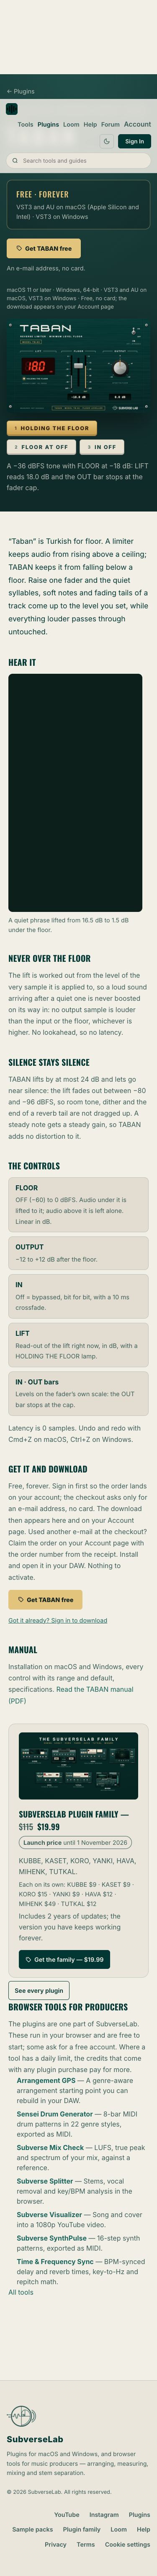 ← Plugins
Tools Plugins Loom Help Forum Account
Sign In
Search tools and guides
FREE · FOREVER
VST3 and AU on macOS (Apple Silicon and
Intel) · VST3 on Windows
Get TABAN free
An e-mail address, no card.
macOS 11 or later · Windows, 64-bit · VST3 and AU on
macOS, VST3 on Windows · Free, no card; the
download appears on your Account page
TABAN
180
SUBVERSELAB
1 HOLDING THE FLOOR
2 FLOOR AT OFF
3 IN OFF
A −36 dBFS tone with FLOOR at −18 dB: LIFT
reads 18.0 dB and the OUT bar stops at the
fader cap.
“Taban” is Turkish for floor. A limiter
keeps audio from rising above a ceiling;
TABAN keeps it from falling below a
floor. Raise one fader and the quiet
syllables, soft notes and fading tails of a
track come up to the level you set, while
everything louder passes through
untouched.
HEAR IT
A quiet phrase lifted from 16.5 dB to 1.5 dB
under the floor.
NEVER OVER THE FLOOR
The lift is worked out from the level of the
very sample it is applied to, so a loud sound
arriving after a quiet one is never boosted
on its way in: no output sample is louder
than the input or the floor, whichever is
higher. No lookahead, so no latency.
SILENCE STAYS SILENCE
TABAN lifts by at most 24 dB and lets go
near silence: the lift fades out between −80
and −96 dBFS, so room tone, dither and the
end of a reverb tail are not dragged up. A
steady note gets a steady gain, so TABAN
adds no distortion to it.
THE CONTROLS
FLOOR
OFF (−60) to 0 dBFS. Audio under it is
lifted to it; audio above it is left alone.
Linear in dB.
OUTPUT
−12 to +12 dB after the floor.
IN
Off = bypassed, bit for bit, with a 10 ms
crossfade.
LIFT
Read-out of the lift right now, in dB, with a
HOLDING THE FLOOR lamp.
IN · OUT bars
Levels on the fader’s own scale: the OUT
bar stops at the cap.
Latency is 0 samples. Undo and redo with
Cmd+Z on macOS, Ctrl+Z on Windows.
GET IT AND DOWNLOAD
Free, forever. Sign in first so the order lands
on your account; the checkout asks only for
an e-mail address, no card. The download
then appears here and on your Account
page. Used another e-mail at the checkout?
Claim the order on your Account page with
the order number from the receipt. Install
and open it in your DAW. Nothing to
activate.
Get TABAN free
Got it already? Sign in to download
MANUAL
Installation on macOS and Windows, every
control with its range and default,
specifications. Read the TABAN manual
(PDF)
THE SUBVERSELAB FAMILY
SUBVERSELAB PLUGIN FAMILY —
$115 $19.99
Launch price until 1 November 2026
KUBBE, KASET, KORO, YANKI, HAVA,
MIHENK, TUTKAL.
Each on its own: KUBBE $9 · KASET $9 ·
KORO $15 · YANKI $9 · HAVA $12 ·
MIHENK $49 · TUTKAL $12
Includes 2 years of updates; the
version you have keeps working
forever.
Get the family — $19.99
See every plugin
BROWSER TOOLS FOR PRODUCERS
The plugins are one part of SubverseLab.
These run in your browser and are free to
start; some ask for a free account. Where a
tool has a daily limit, the credits that come
with any plugin purchase pay for more.
Arrangement GPS — A genre-aware
arrangement starting point you can
rebuild in your DAW.
Sensei Drum Generator — 8-bar MIDI
drum patterns in 22 genre styles,
exported as MIDI.
Subverse Mix Check — LUFS, true peak
and spectrum of your mix, against a
reference.
Subverse Splitter — Stems, vocal
removal and key/BPM analysis in the
browser.
Subverse Visualizer — Song and cover
into a 1080p YouTube video.
Subverse SynthPulse — 16-step synth
patterns, exported as MIDI.
Time & Frequency Sync — BPM-synced
delay and reverb times, key-to-Hz and
repitch math.
All tools
SubverseLab
Plugins for macOS and Windows, and browser
tools for music producers — arranging, measuring,
mixing and stem separation.
© 2026 SubverseLab. All rights reserved.
YouTube Instagram Plugins
Sample packs Plugin family Loom Help
Privacy Terms Cookie settings